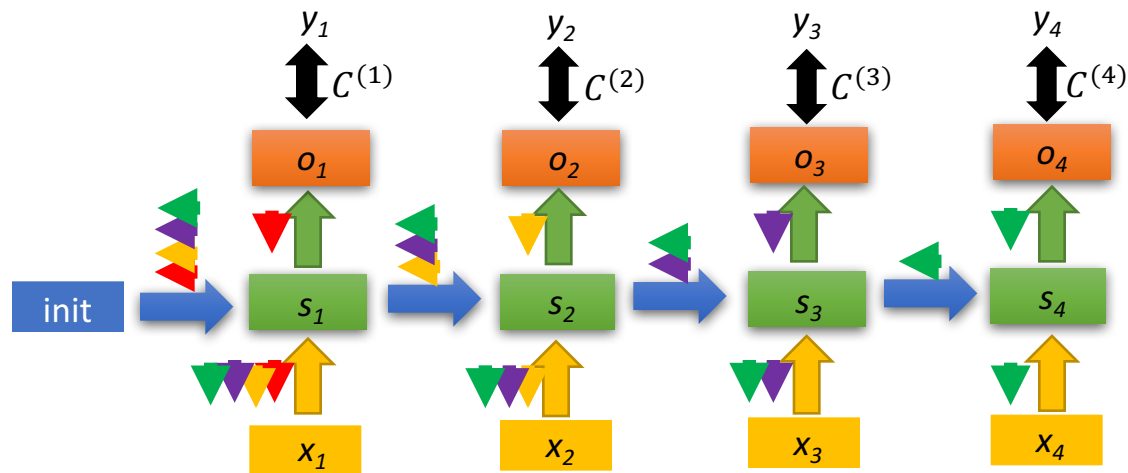 y₁ y₂ y₃ y₄
C⁽¹⁾ C⁽²⁾ C⁽³⁾ C⁽⁴⁾
o₁ o₂ o₃ o₄
init s₁ s₂ s₃ s₄
x₁ x₂ x₃ x₄